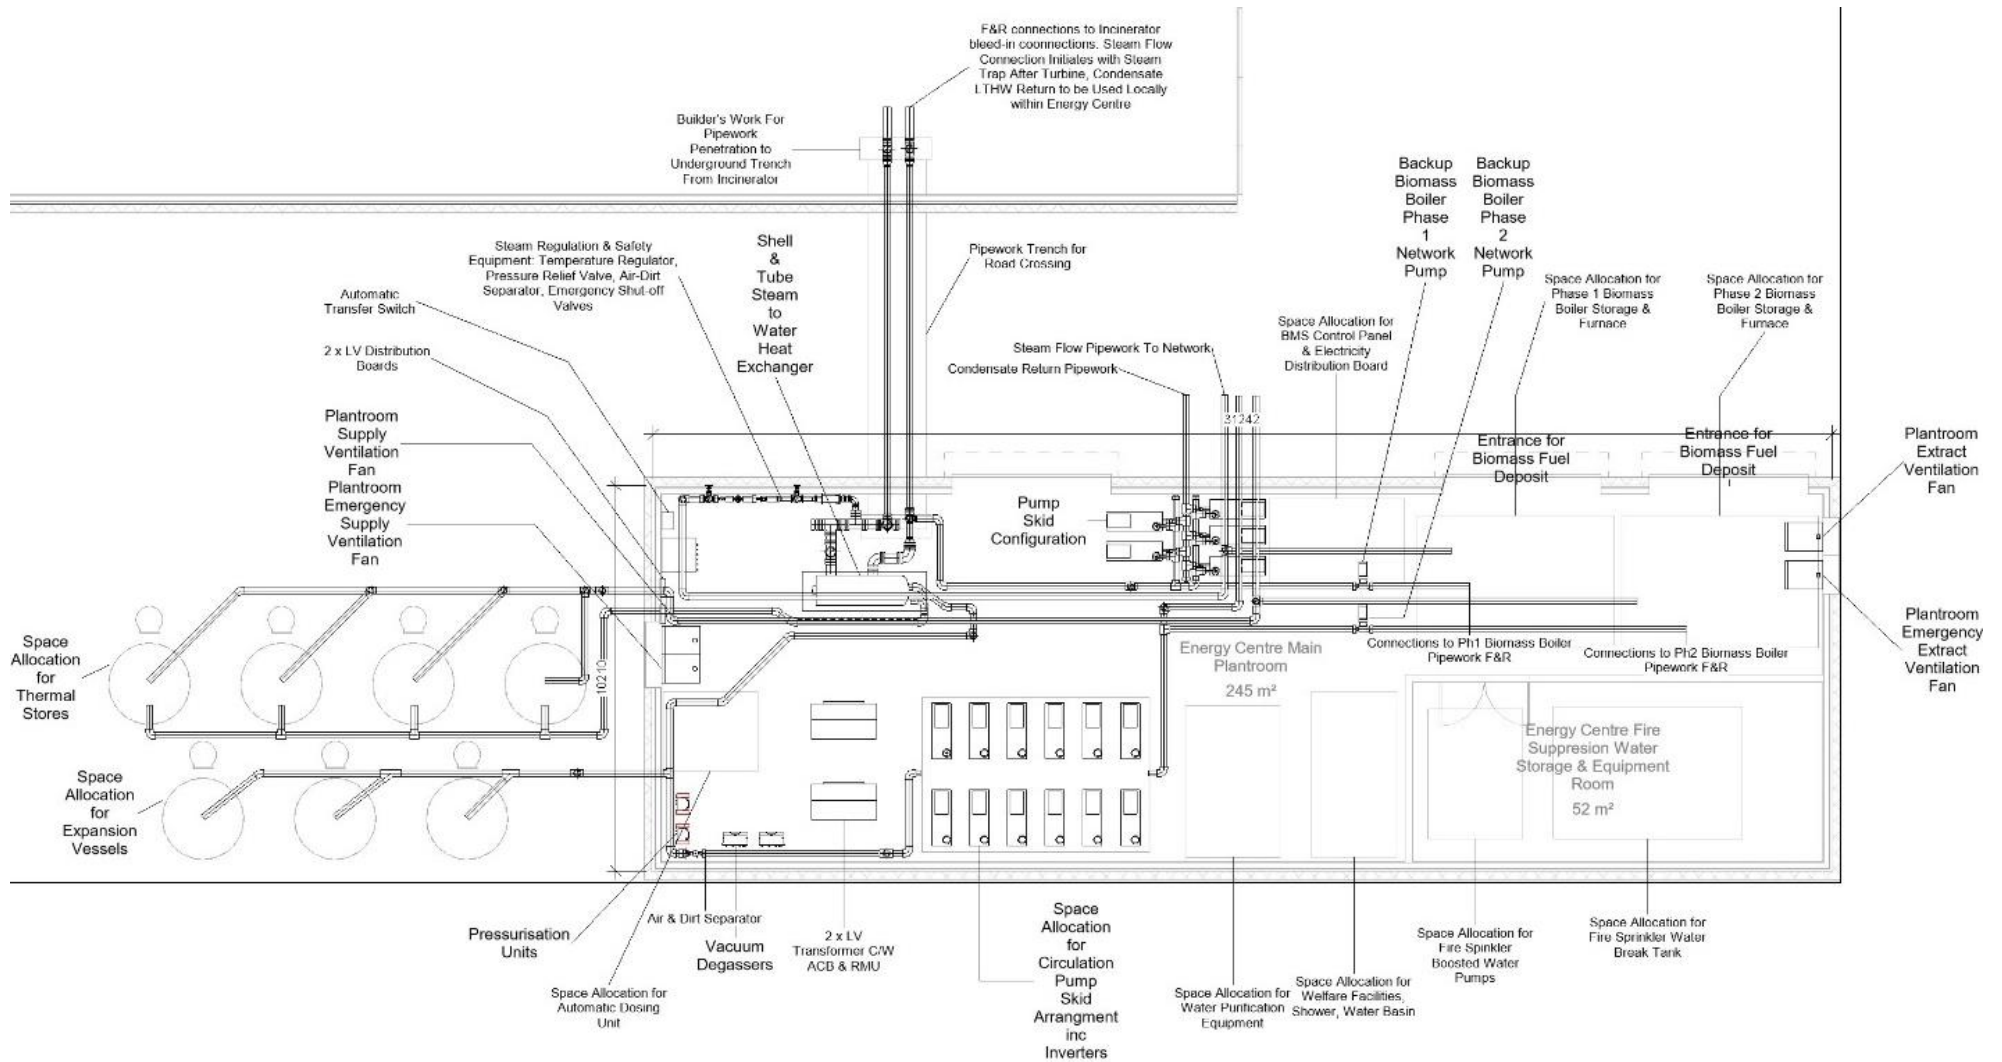 F&R connections to Incinerator
bleed-in coonnections. Steam Flow
Connection Initiates with Steam
Trap After Turbine, Condensate
LTHW Return to be Used Locally
within Energy Centre
Builder's Work For
Pipework
Penetration to
Underground Trench
From Incinerator
Backup
Biomass
Boiler
Phase
1
Network
Pump
Backup
Biomass
Boiler
Phase
2
Network
Pump
Steam Regulation & Safety
Equipment: Temperature Regulator,
Pressure Relief Valve, Air-Dirt
Separator, Emergency Shut-off
Valves
Shell
&
Tube
Steam
to
Water
Heat
Exchanger
Pipework Trench for
Road Crossing
Space Allocation for
Phase 1 Biomass
Boiler Storage &
Furnace
Space Allocation for
Phase 2 Biomass
Boiler Storage &
Furnace
Automatic
Transfer Switch
2 x LV Distribution
Boards
Space Allocation for
BMS Control Panel
& Electricity
Distribution Board
Steam Flow Pipework To Network
Condensate Return Pipework
Plantroom
Supply
Ventilation
Fan
Plantroom
Emergency
Supply
Ventilation
Fan
31242
Entrance for
Biomass Fuel
Deposit
Entrance for
Biomass Fuel
Deposit
Plantroom
Extract
Ventilation
Fan
Pump
Skid
Configuration
Space
Allocation
for
Thermal
Stores
10210
Energy Centre Main
Plantroom
245 m²
Connections to Ph1 Biomass Boiler
Pipework F&R
Connections to Ph2 Biomass Boiler
Pipework F&R
Plantroom
Emergency
Extract
Ventilation
Fan
Energy Centre Fire
Suppresion Water
Storage & Equipment
Room
52 m²
Space
Allocation
for
Expansion
Vessels
Pressurisation
Units
Air & Dirt Separator
Vacuum
Degassers
2 x LV
Transformer C/W
ACB & RMU
Space Allocation for
Automatic Dosing
Unit
Space
Allocation
for
Circulation
Pump
Skid
Arrangment
inc
Inverters
Space Allocation for
Water Purification
Equipment
Space Allocation for
Welfare Facilities,
Shower, Water Basin
Space Allocation for
Fire Spinkler
Boosted Water
Pumps
Space Allocation for
Fire Sprinkler Water
Break Tank